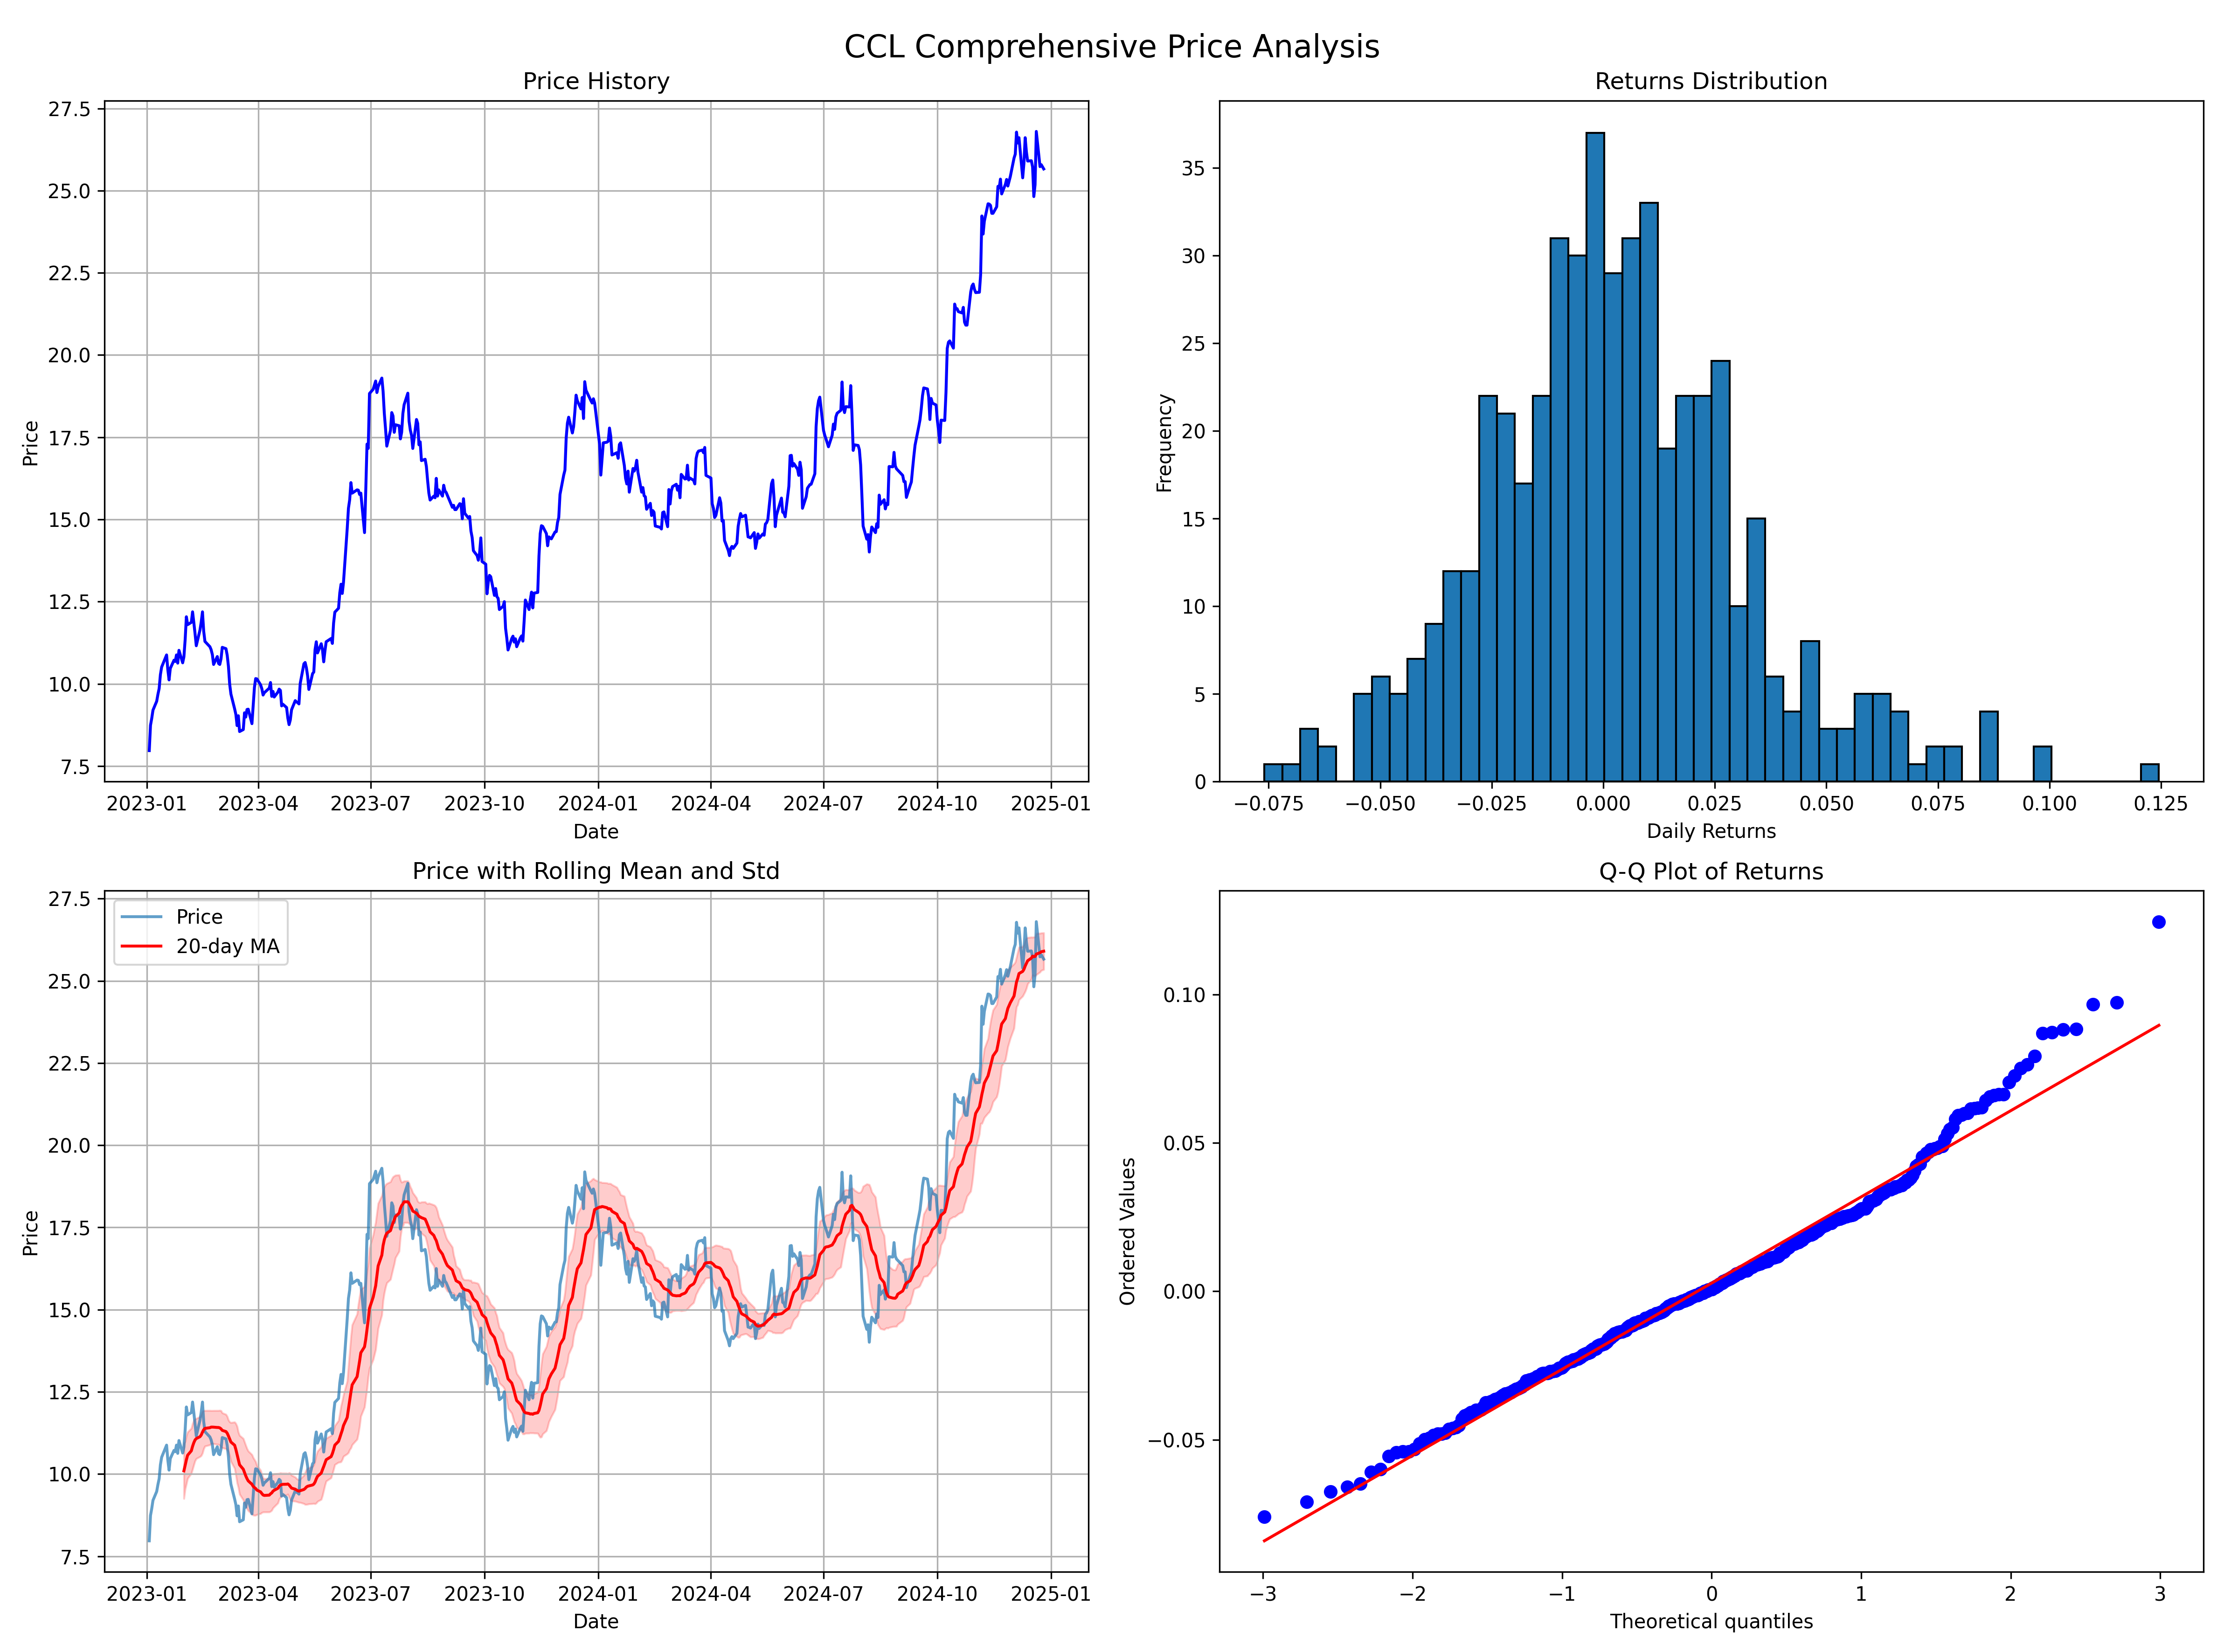 CCL Comprehensive Price Analysis
Price History
27.5
25.0
22.5
20.0
17.5
15.0
12.5
10.0
7.5
Price
2023-01 2023-04 2023-07 2023-10 2024-01 2024-04 2024-07 2024-10 2025-01
Date
Returns Distribution
35
30
25
20
15
10
5
0
Frequency
−0.075 −0.050 −0.025 0.000 0.025 0.050 0.075 0.100 0.125
Daily Returns
Price with Rolling Mean and Std
Price
20-day MA
27.5
25.0
22.5
20.0
17.5
15.0
12.5
10.0
7.5
Price
2023-01 2023-04 2023-07 2023-10 2024-01 2024-04 2024-07 2024-10 2025-01
Date
Q-Q Plot of Returns
0.10
0.05
0.00
−0.05
Ordered Values
−3 −2 −1 0 1 2 3
Theoretical quantiles